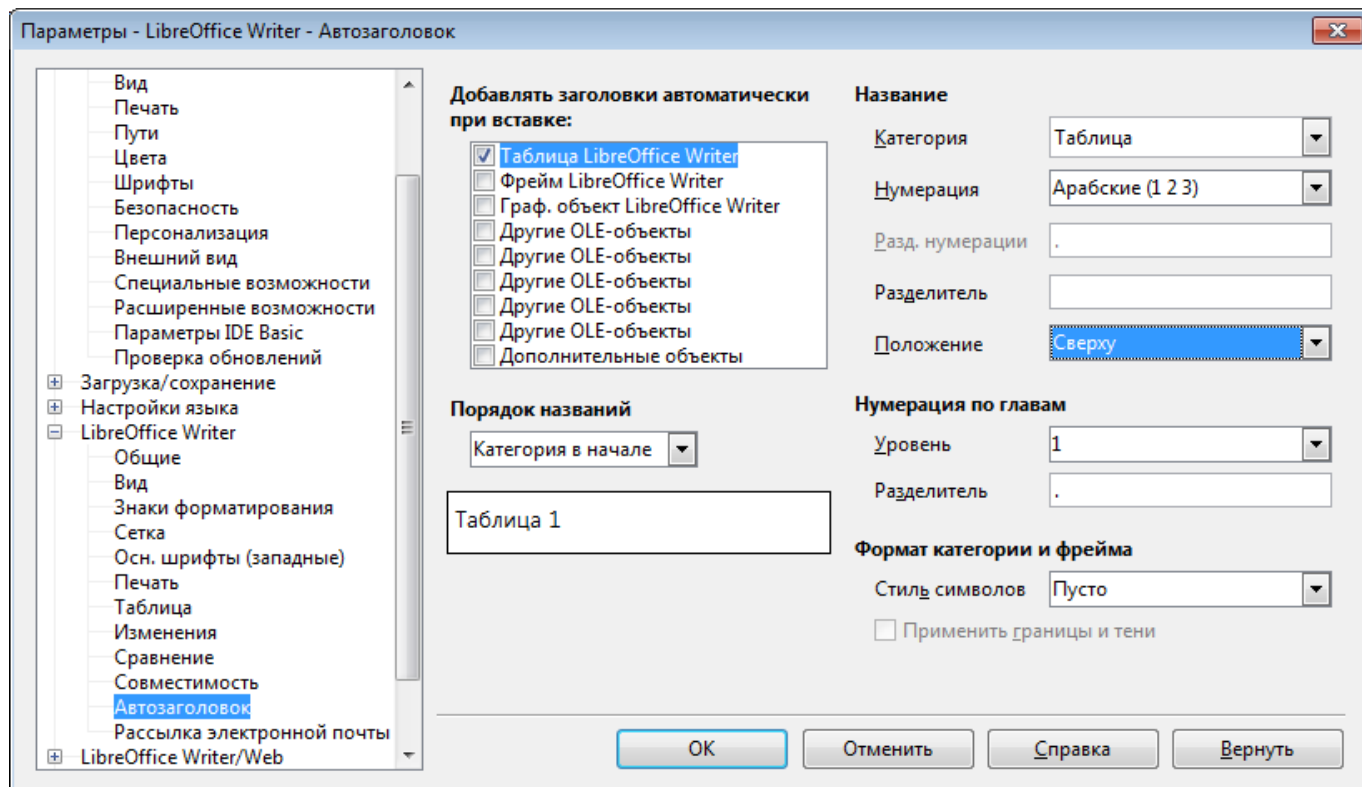 Параметры - LibreOffice Writer - Автозаголовок
Вид
Печать
Пути
Цвета
Шрифты
Безопасность
Персонализация
Внешний вид
Специальные возможности
Расширенные возможности
Параметры IDE Basic
Проверка обновлений
Загрузка/сохранение
Настройки языка
LibreOffice Writer
Общие
Вид
Знаки форматирования
Сетка
Осн. шрифты (западные)
Печать
Таблица
Изменения
Сравнение
Совместимость
Автозаголовок
Рассылка электронной почты
LibreOffice Writer/Web
Добавлять заголовки автоматически
при вставке:
Таблица LibreOffice Writer
Фрейм LibreOffice Writer
Граф. объект LibreOffice Writer
Другие OLE-объекты
Другие OLE-объекты
Другие OLE-объекты
Другие OLE-объекты
Другие OLE-объекты
Дополнительные объекты
Порядок названий
Категория в начале
Таблица 1
Название
Категория Таблица
Нумерация Арабские (1 2 3)
Разд. нумерации .
Разделитель
Положение Сверху
Нумерация по главам
Уровень 1
Разделитель .
Формат категории и фрейма
Стиль символов Пусто
Применить границы и тени
ОК Отменить Справка Вернуть